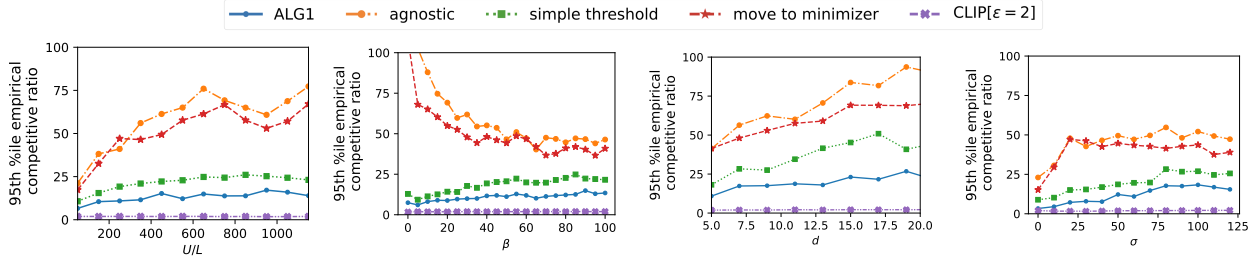 ALG1 agnostic simple threshold move to minimizer CLIP[ε = 2]
95th %ile empirical
competitive ratio
100
75
50
25
0
200 400 600 800 1000
U/L
95th %ile empirical
competitive ratio
100
75
50
25
0
0 20 40 60 80 100
β
95th %ile empirical
competitive ratio
100
75
50
25
0
5.0 7.5 10.0 12.5 15.0 17.5 20.0
d
95th %ile empirical
competitive ratio
100
75
50
25
0
0 25 50 75 100 125
σ